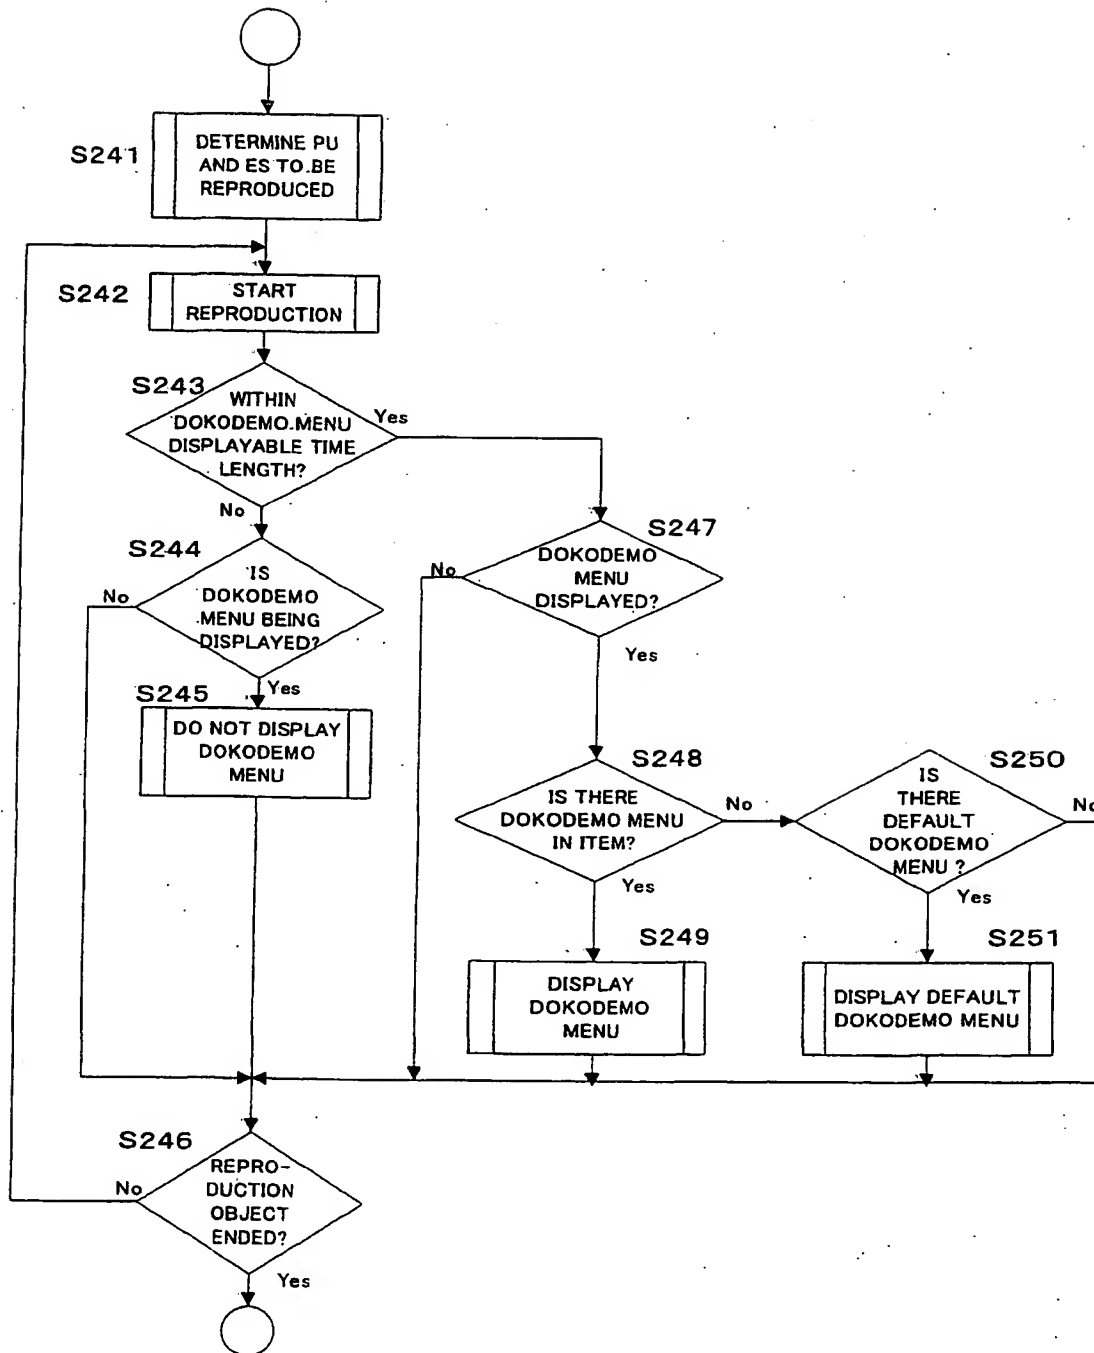 S241
DETERMINE PU
AND ES TO BE
REPRODUCED
S242
START
REPRODUCTION
S243
WITHIN
DOKODEMO MENU
DISPLAYABLE TIME
LENGTH?
Yes
No
S244
IS
DOKODEMO
MENU BEING
DISPLAYED?
No
Yes
S245
DO NOT DISPLAY
DOKODEMO
MENU
S247
DOKODEMO
MENU
DISPLAYED?
No
Yes
S248
IS THERE
DOKODEMO MENU
IN ITEM?
No
Yes
S250
IS
THERE
DEFAULT
DOKODEMO
MENU ?
No
Yes
S249
DISPLAY
DOKODEMO
MENU
S251
DISPLAY DEFAULT
DOKODEMO MENU
S246
REPRO-
DUCTION
OBJECT
ENDED?
No
Yes